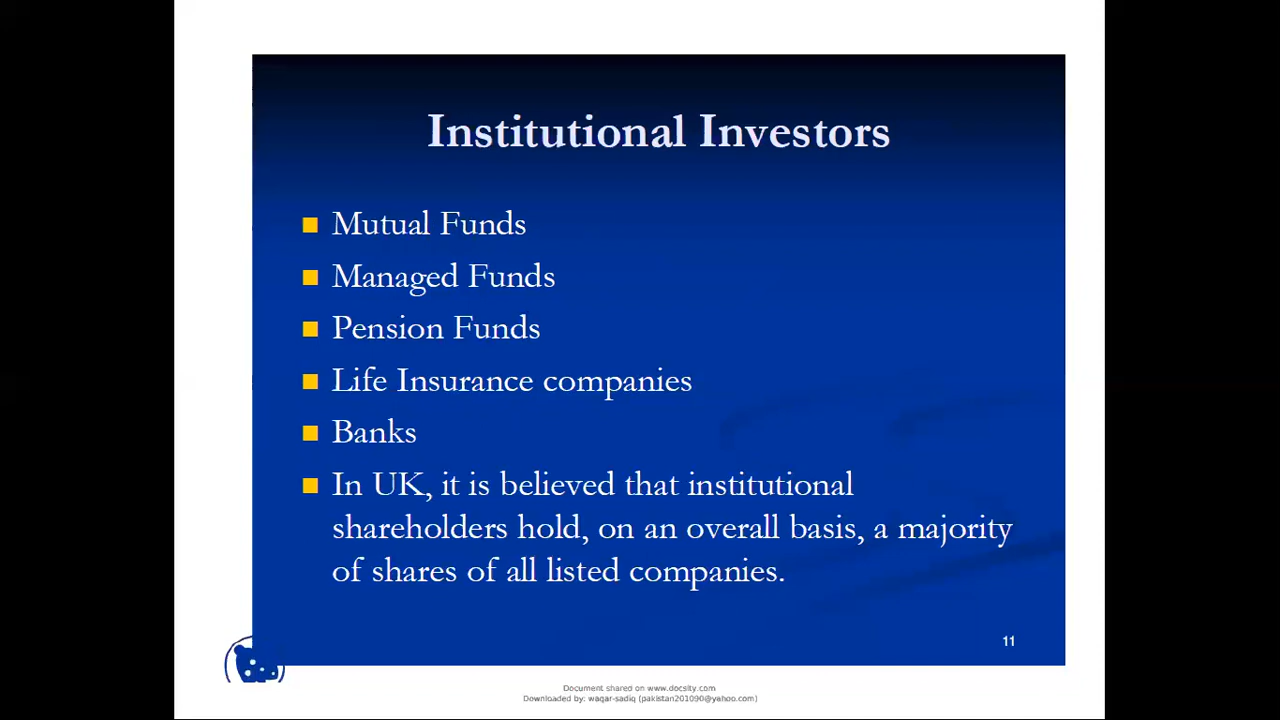 Institutional Investors
Mutual Funds
Managed Funds
Pension Funds
Life Insurance companies
Banks
In UK, it is believed that institutional
shareholders hold, on an overall basis, a majority
of shares of all listed companies.
11
Document shared on www.docsity.com
Downloaded by: waqar-sadiq (pakistan201090@yahoo.com)